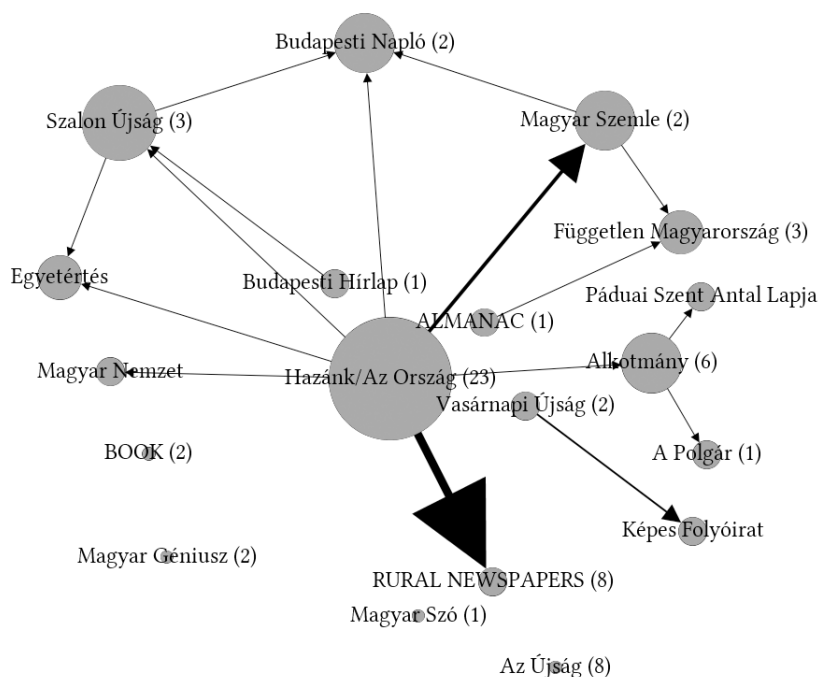 Budapesti Napló (2)
Szalon Újság (3)
Magyar Szemle (2)
Független Magyarország (3)
Egyetértés
Budapesti Hírlap (1)
Páduai Szent Antal Lapja
ALMANAC (1)
Alkotmány (6)
Magyar Nemzet
Hazánk/Az Ország (23)
Vasárnapi Újság (2)
BOOK (2)
A Polgár (1)
Képes Folyóirat
Magyar Géniusz (2)
RURAL NEWSPAPERS (8)
Magyar Szó (1)
Az Újság (8)